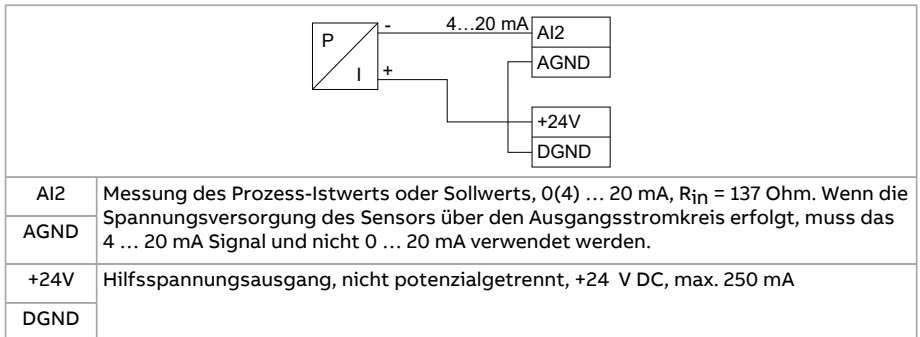 P
I
-
+
4...20 mA
AI2
AGND
+24V
DGND
AI2
AGND
Messung des Prozess-Istwerts oder Sollwerts, 0(4) … 20 mA, Rin = 137 Ohm. Wenn die
Spannungsversorgung des Sensors über den Ausgangsstromkreis erfolgt, muss das
4 … 20 mA Signal und nicht 0 … 20 mA verwendet werden.
+24V
DGND
Hilfsspannungsausgang, nicht potenzialgetrennt, +24 V DC, max. 250 mA